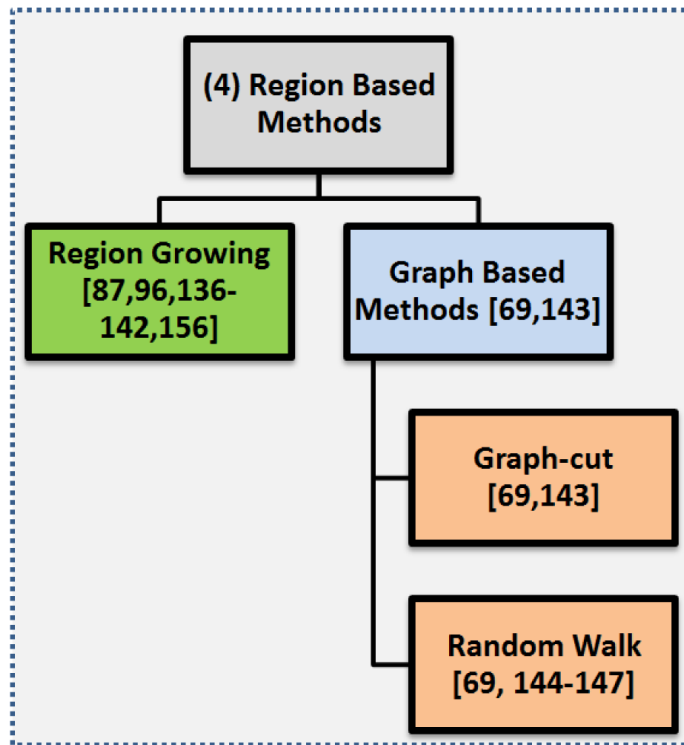 (4) Region Based
Methods
Region Growing
[87,96,136-
142,156]
Graph Based
Methods [69,143]
Graph-cut
[69,143]
Random Walk
[69, 144-147]